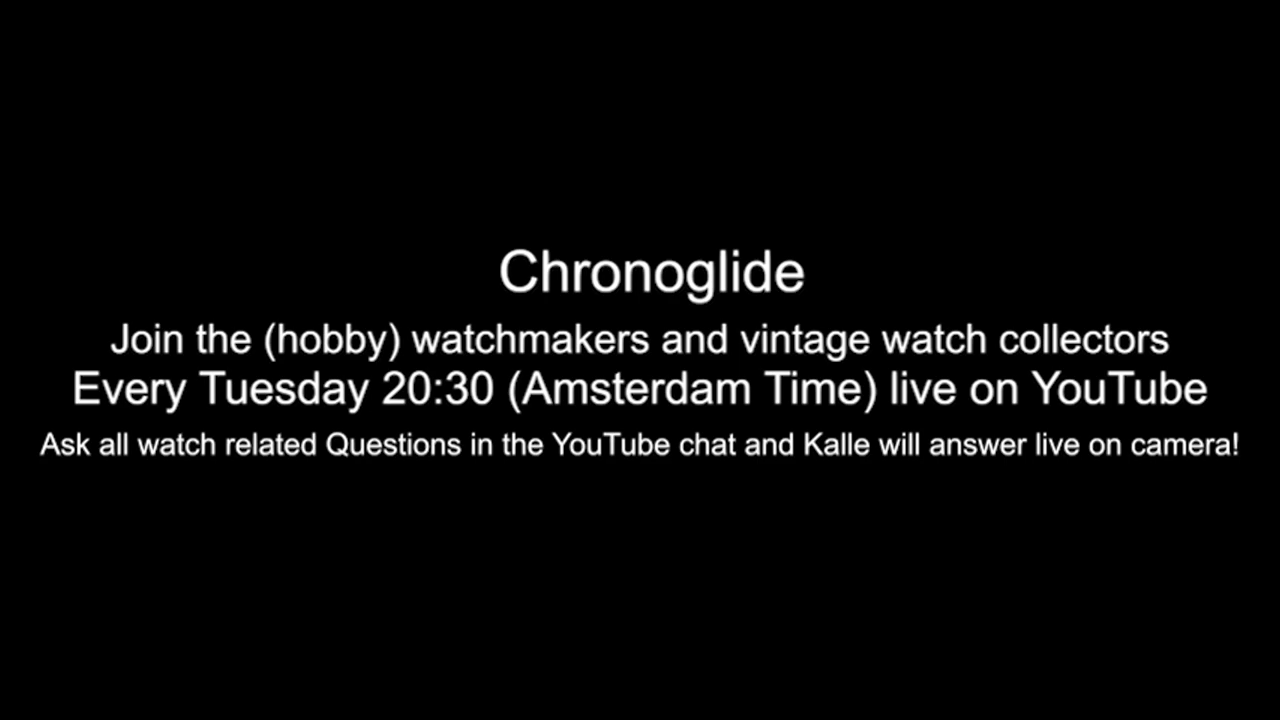 Chronoglide
Join the (hobby) watchmakers and vintage watch collectors
Every Tuesday 20:30 (Amsterdam Time) live on YouTube
Ask all watch related Questions in the YouTube chat and Kalle will answer live on camera!